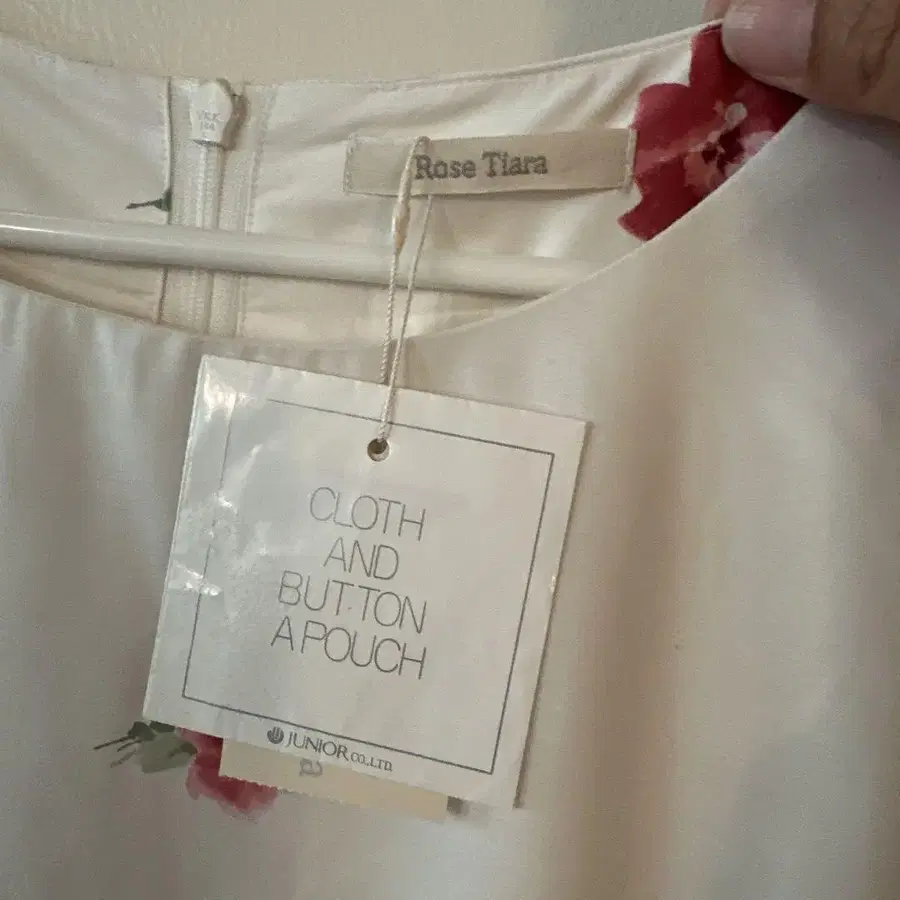 Rose Tiara
CLOTH
AND
BUTTON
A POUCH
JUNIOR CO.,LTD.